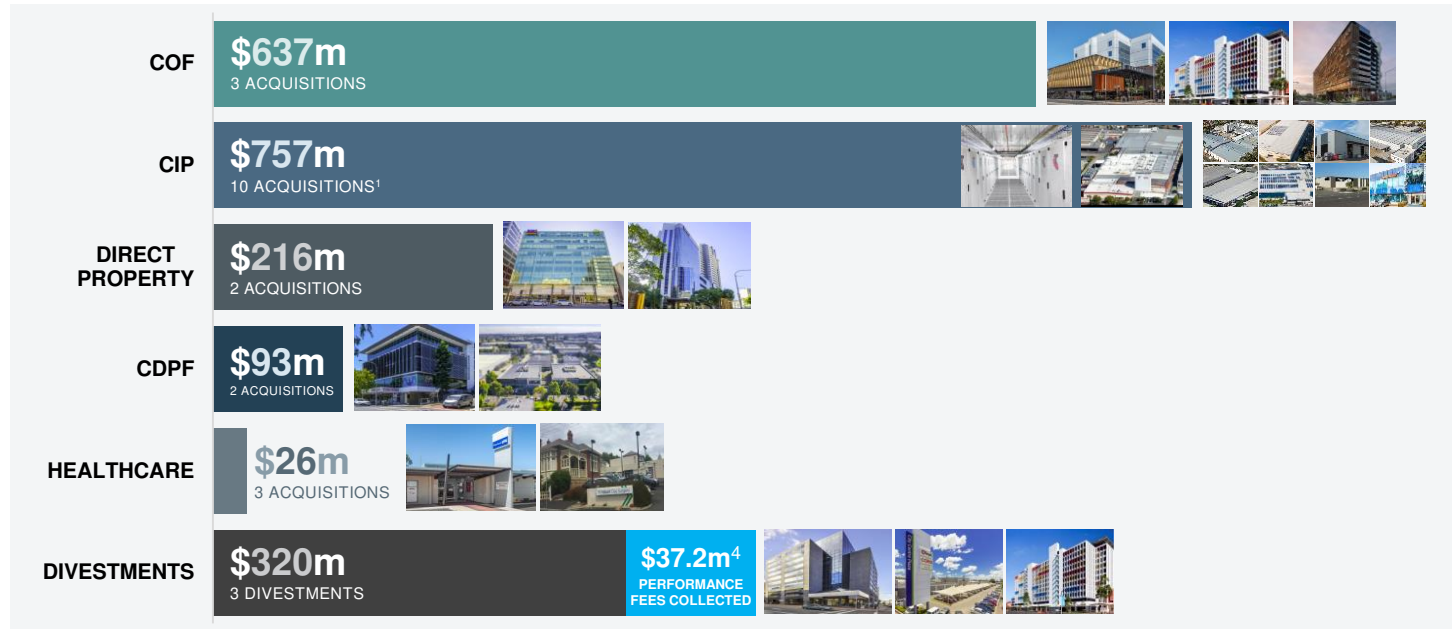 COF
$637m
3 ACQUISITIONS
CIP
$757m
10 ACQUISITIONS¹
DIRECT
PROPERTY
$216m
2 ACQUISITIONS
CDPF
$93m
2 ACQUISITIONS
HEALTHCARE
$26m
3 ACQUISITIONS
DIVESTMENTS
$320m
3 DIVESTMENTS
$37.2m⁴
PERFORMANCE
FEES COLLECTED